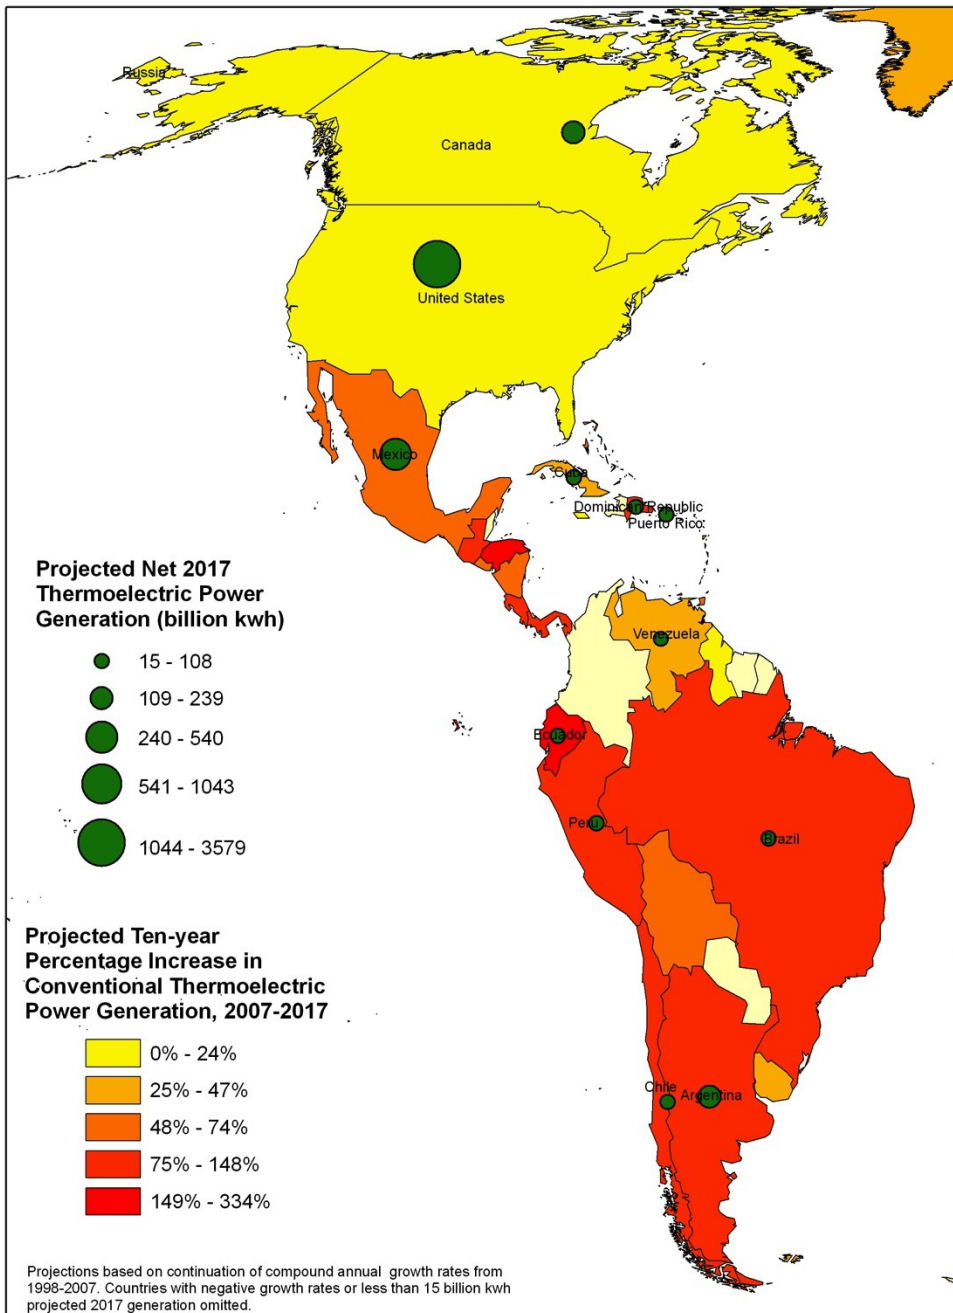 Russia
Canada
United States
Mexico
Cuba
Dominican Republic
Puerto Rico
Venezuela
Ecuador
Peru
Brazil
Chile
Argentina
Projected Net 2017
Thermoelectric Power
Generation (billion kwh)
15 - 108
109 - 239
240 - 540
541 - 1043
1044 - 3579
Projected Ten-year
Percentage Increase in
Conventional Thermoelectric
Power Generation, 2007-2017
0% - 24%
25% - 47%
48% - 74%
75% - 148%
149% - 334%
Projections based on continuation of compound annual growth rates from
1998-2007. Countries with negative growth rates or less than 15 billion kwh
projected 2017 generation omitted.